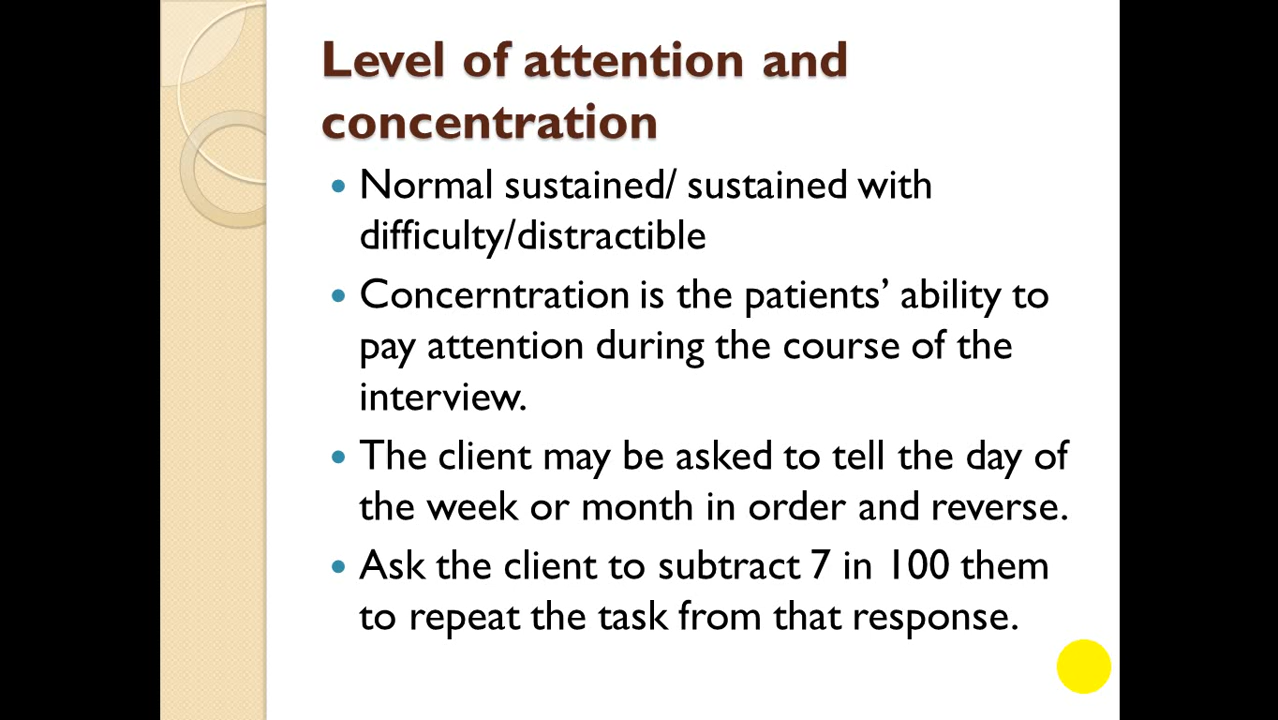 Level of attention and
concentration
• Normal sustained/ sustained with
difficulty/distractible
• Concerntration is the patients’ ability to
pay attention during the course of the
interview.
• The client may be asked to tell the day of
the week or month in order and reverse.
• Ask the client to subtract 7 in 100 them
to repeat the task from that response.